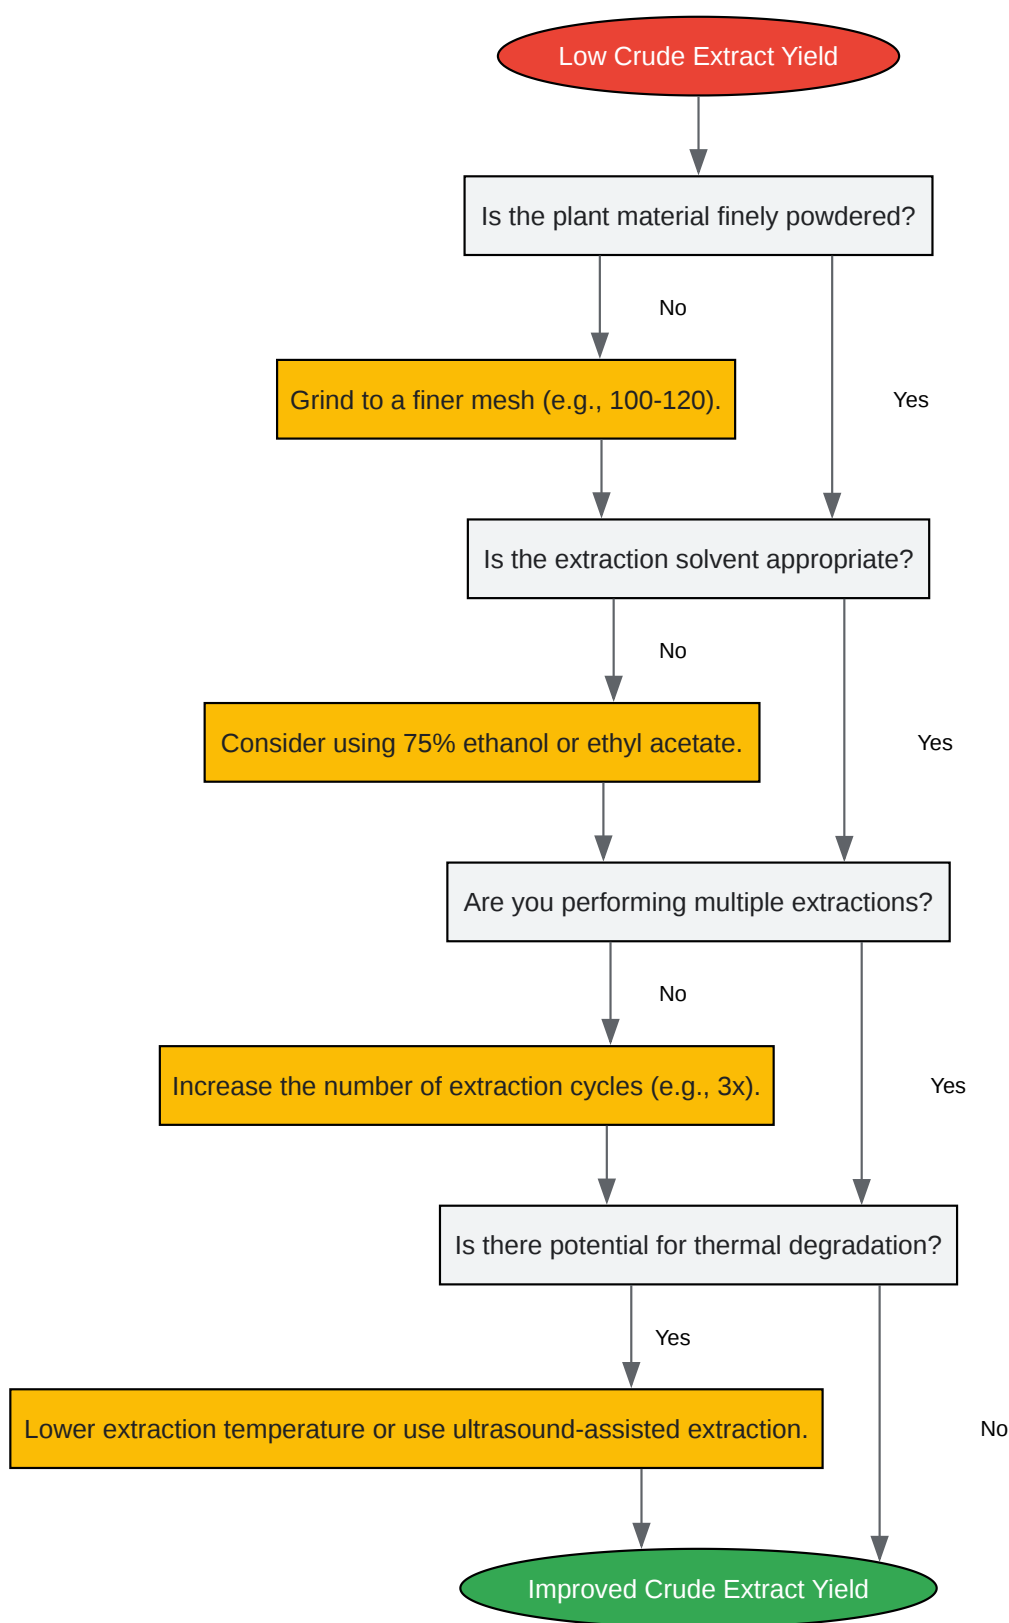 Low Crude Extract Yield
Is the plant material finely powdered?
No
Grind to a finer mesh (e.g., 100-120).
Yes
Is the extraction solvent appropriate?
No
Consider using 75% ethanol or ethyl acetate.
Yes
Are you performing multiple extractions?
No
Increase the number of extraction cycles (e.g., 3x).
Yes
Is there potential for thermal degradation?
Yes
Lower extraction temperature or use ultrasound-assisted extraction.
No
Improved Crude Extract Yield